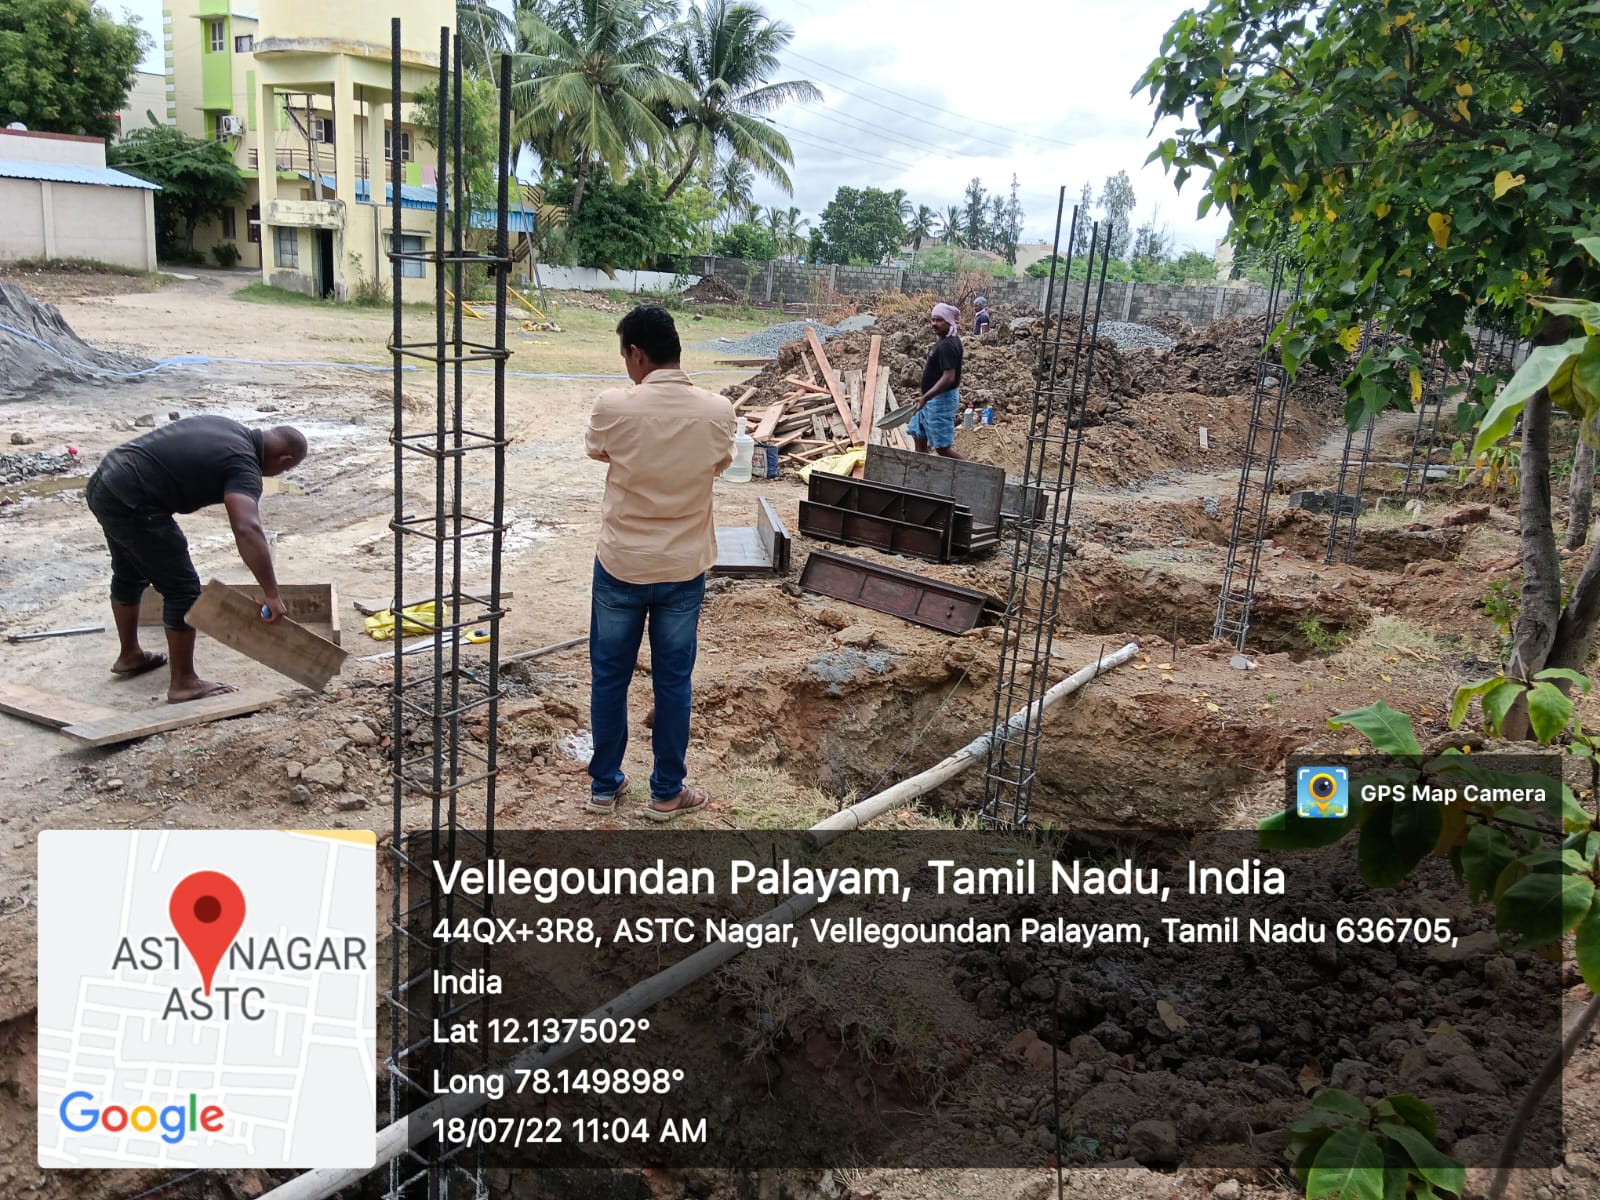 GPS Map Camera
Vellegoundan Palayam, Tamil Nadu, India
44QX+3R8, ASTC Nagar, Vellegoundan Palayam, Tamil Nadu 636705,
India
Lat 12.137502°
Long 78.149898°
18/07/22 11:04 AM
AST NAGAR
ASTC
Google